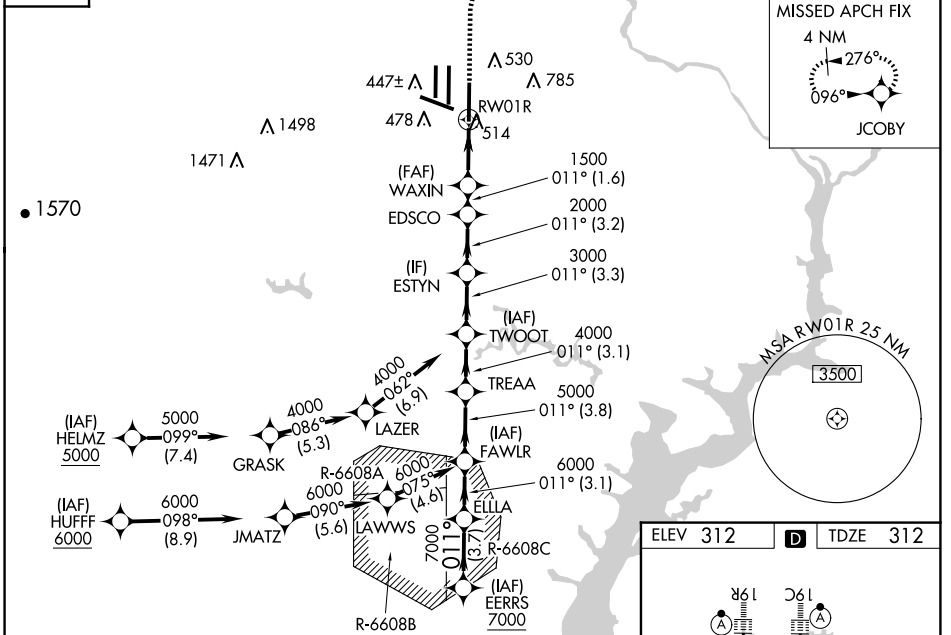 MISSED APCH FIX
4 NM
276°
096°
JCOBY
530
785
447±
RW01R
478
514
1498
1471
1570
(FAF)
WAXIN
1500
011° (1.6)
EDSCO
2000
011° (3.2)
(IF)
ESTYN
3000
011° (3.3)
(IAF)
TWOOT
4000
011° (3.1)
TREAA
5000
011° (3.8)
MSA RW01R 25 NM
3500
(IAF)
HELMZ
5000
5000
099°
(7.4)
GRASK
4000
086°
(5.3)
LAZER
4000
062°
(6.9)
(IAF)
FAWLR
6000
011° (3.1)
R-6608A
(IAF)
HUFFF
6000
6000
098°
(8.9)
JMATZ
6000
090°
(5.6)
LAWWS
6000
075°
(4.6)
ELLLA
7000
011°
(3.7)
R-6608C
(IAF)
EERRS
7000
R-6608B
ELEV 312
D
TDZE 312
19R
19C
A
A